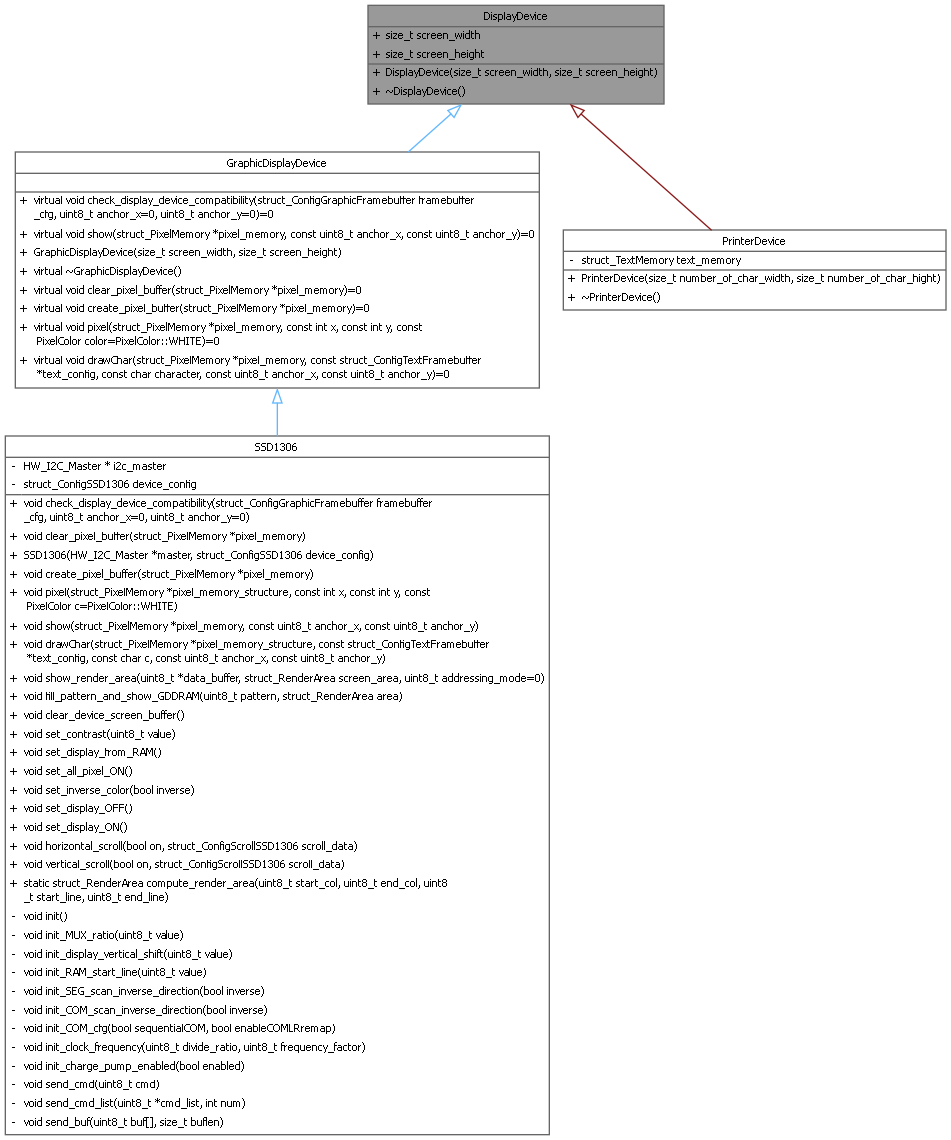 DisplayDevice
+ size_t screen_width
+ size_t screen_height
+ DisplayDevice(size_t screen_width, size_t screen_height)
+ ~DisplayDevice()
GraphicDisplayDevice
+ virtual void check_display_device_compatibility(struct_ConfigGraphicFramebuffer framebuffer
_cfg, uint8_t anchor_x=0, uint8_t anchor_y=0)=0
+ virtual void show(struct_PixelMemory *pixel_memory, const uint8_t anchor_x, const uint8_t anchor_y)=0
+ GraphicDisplayDevice(size_t screen_width, size_t screen_height)
+ virtual ~GraphicDisplayDevice()
+ virtual void clear_pixel_buffer(struct_PixelMemory *pixel_memory)=0
+ virtual void create_pixel_buffer(struct_PixelMemory *pixel_memory)=0
+ virtual void pixel(struct_PixelMemory *pixel_memory, const int x, const int y, const
PixelColor color=PixelColor::WHITE)=0
+ virtual void drawChar(struct_PixelMemory *pixel_memory, const struct_ConfigTextFramebuffer
*text_config, const char character, const uint8_t anchor_x, const uint8_t anchor_y)=0
PrinterDevice
- struct_TextMemory text_memory
+ PrinterDevice(size_t number_of_char_width, size_t number_of_char_hight)
+ ~PrinterDevice()
SSD1306
- HW_I2C_Master * i2c_master
- struct_ConfigSSD1306 device_config
+ void check_display_device_compatibility(struct_ConfigGraphicFramebuffer framebuffer
_cfg, uint8_t anchor_x=0, uint8_t anchor_y=0)
+ void clear_pixel_buffer(struct_PixelMemory *pixel_memory)
+ SSD1306(HW_I2C_Master *master, struct_ConfigSSD1306 device_config)
+ void create_pixel_buffer(struct_PixelMemory *pixel_memory)
+ void pixel(struct_PixelMemory *pixel_memory_structure, const int x, const int y, const
PixelColor c=PixelColor::WHITE)
+ void show(struct_PixelMemory *pixel_memory, const uint8_t anchor_x, const uint8_t anchor_y)
+ void drawChar(struct_PixelMemory *pixel_memory_structure, const struct_ConfigTextFramebuffer
*text_config, const char c, const uint8_t anchor_x, const uint8_t anchor_y)
+ void show_render_area(uint8_t *data_buffer, struct_RenderArea screen_area, uint8_t addressing_mode=0)
+ void fill_pattern_and_show_GDDRAM(uint8_t pattern, struct_RenderArea area)
+ void clear_device_screen_buffer()
+ void set_contrast(uint8_t value)
+ void set_display_from_RAM()
+ void set_all_pixel_ON()
+ void set_inverse_color(bool inverse)
+ void set_display_OFF()
+ void set_display_ON()
+ void horizontal_scroll(bool on, struct_ConfigScrollSSD1306 scroll_data)
+ void vertical_scroll(bool on, struct_ConfigScrollSSD1306 scroll_data)
+ static struct_RenderArea compute_render_area(uint8_t start_col, uint8_t end_col, uint8
_t start_line, uint8_t end_line)
- void init()
- void init_MUX_ratio(uint8_t value)
- void init_display_vertical_shift(uint8_t value)
- void init_RAM_start_line(uint8_t value)
- void init_SEG_scan_inverse_direction(bool inverse)
- void init_COM_scan_inverse_direction(bool inverse)
- void init_COM_cfg(bool sequentialCOM, bool enableCOMLRremap)
- void init_clock_frequency(uint8_t divide_ratio, uint8_t frequency_factor)
- void init_charge_pump_enabled(bool enabled)
- void send_cmd(uint8_t cmd)
- void send_cmd_list(uint8_t *cmd_list, int num)
- void send_buf(uint8_t buf[], size_t buflen)